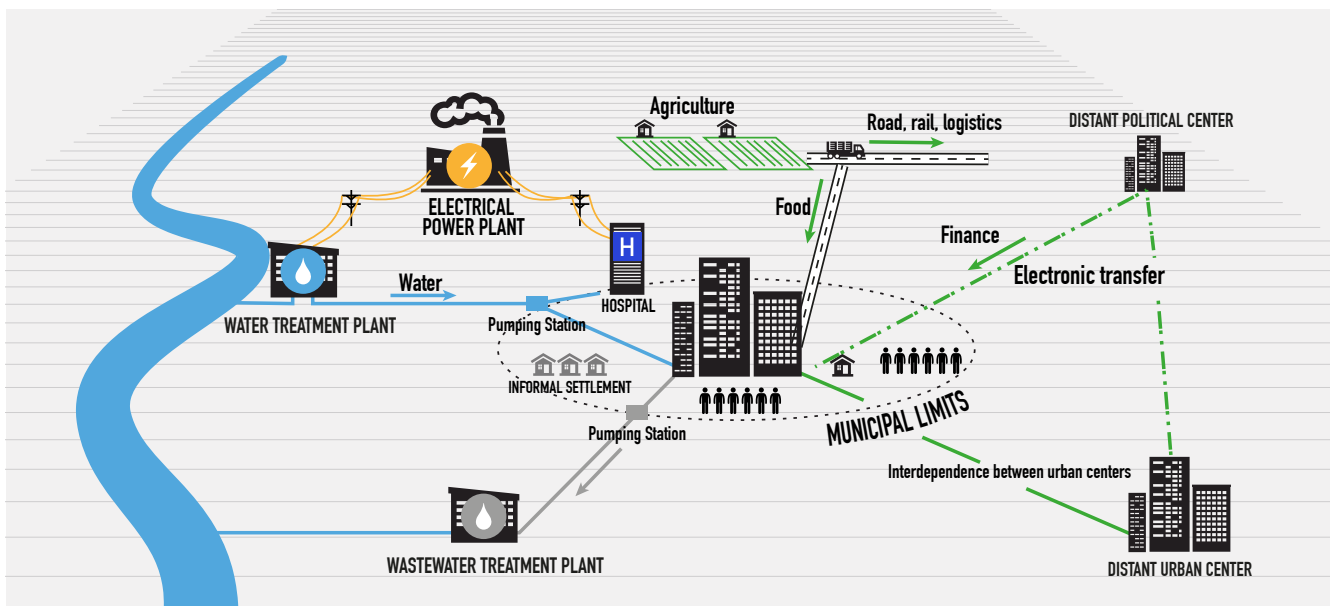 Agriculture
Road, rail, logistics
DISTANT POLITICAL CENTER
ELECTRICAL
POWER PLANT
Food
Finance
H
Electronic transfer
Water
HOSPITAL
WATER TREATMENT PLANT
Pumping Station
INFORMAL SETTLEMENT
MUNICIPAL LIMITS
Pumping Station
Interdependence between urban centers
WASTEWATER TREATMENT PLANT
DISTANT URBAN CENTER